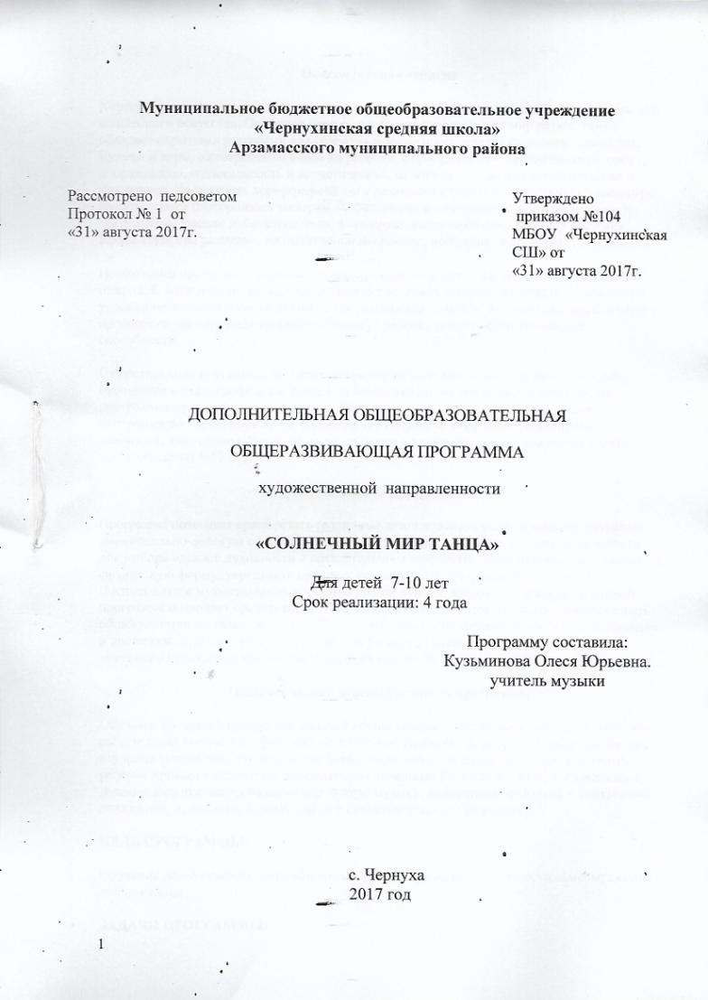 Муниципальное бюджетное общеобразовательное учреждение
«Чернухинская средняя школа»
Арзамасского муниципального района
Рассмотрено педсоветом
Протокол № 1 от
«31» августа 2017г.
Утверждено
приказом №104
МБОУ «Чернухинская
СШ» от
«31» августа 2017г.
ДОПОЛНИТЕЛЬНАЯ ОБЩЕОБРАЗОВАТЕЛЬНАЯ
ОБЩЕРАЗВИВАЮЩАЯ ПРОГРАММА
художественной направленности
«СОЛНЕЧНЫЙ МИР ТАНЦА»
Для детей 7-10 лет
Срок реализации: 4 года
Программу составила:
Кузьминова Олеся Юрьевна.
учитель музыки
с. Чернуха
2017 год
1